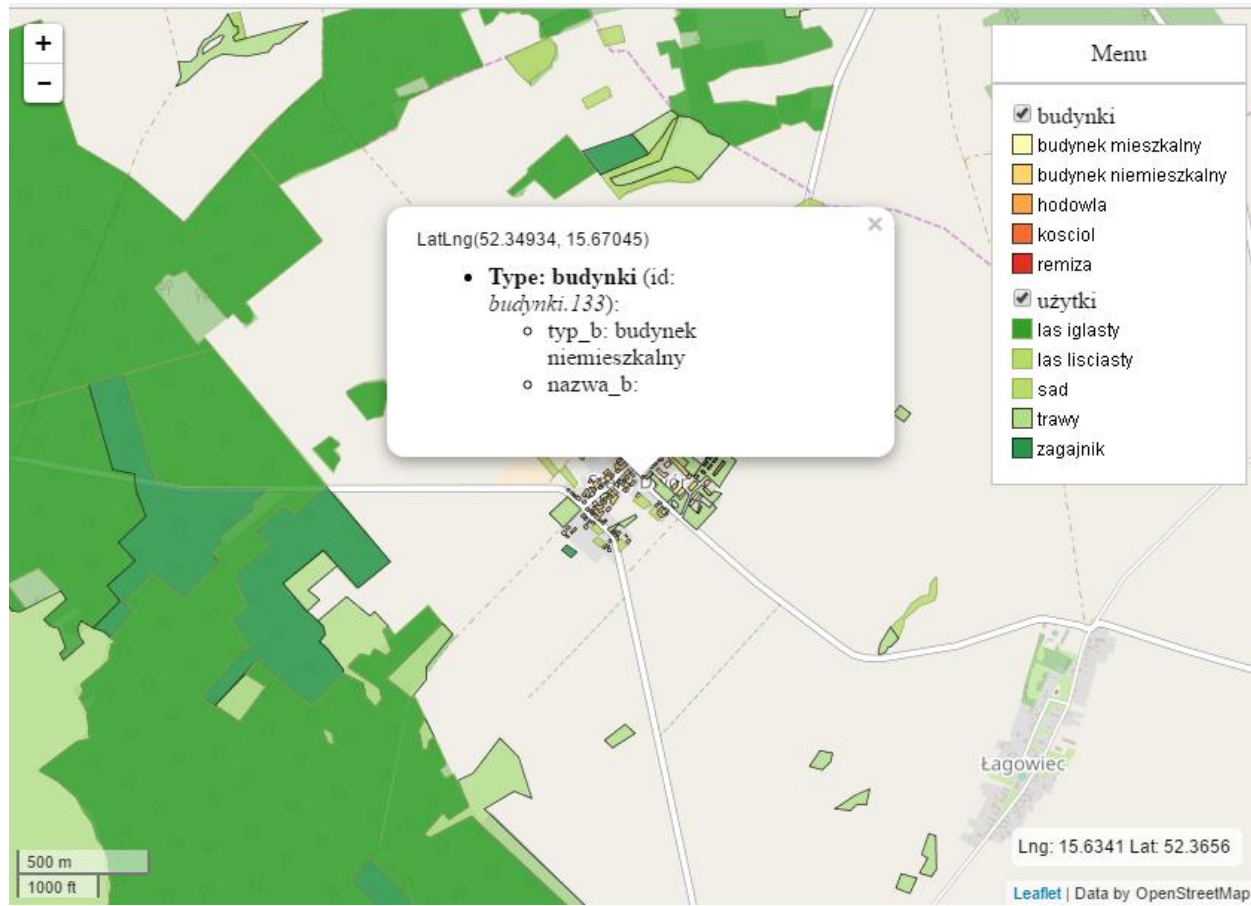 +
−
Menu
budynki
budynek mieszkalny
budynek niemieszkalny
hodowla
kosciol
remiza
użytki
las iglasty
las lisciasty
sad
trawy
zagajnik
×
LatLng(52.34934, 15.67045)
• Type: budynki (id:
budynki.133):
typ_b: budynek
niemieszkalny
nazwa_b:
Łagowiec
500 m
1000 ft
Lng: 15.6341 Lat: 52.3656
Leaflet | Data by OpenStreetMap